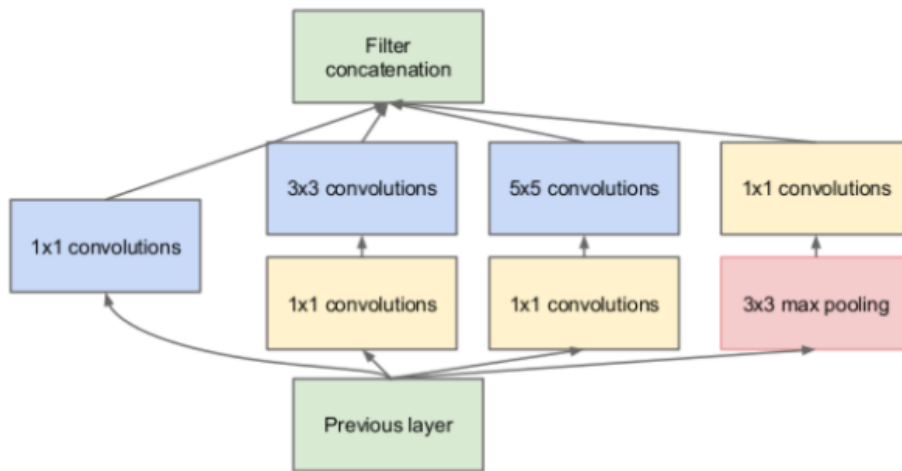 Filter
concatenation
3x3 convolutions
5x5 convolutions
1x1 convolutions
1x1 convolutions
1x1 convolutions
1x1 convolutions
3x3 max pooling
Previous layer